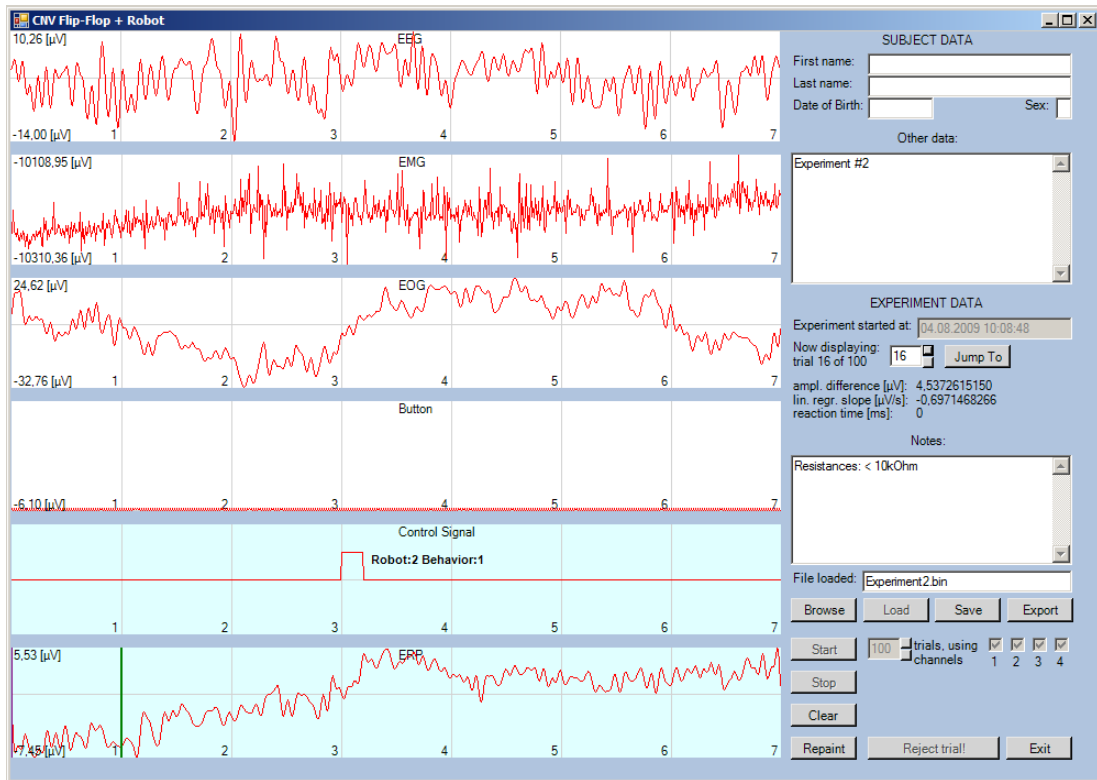 CNV Flip-Flop + Robot
10,26 [µV]
EEG
-14,00 [µV]
1 2 3 4 5 6 7
-10108,95 [µV]
EMG
-10310,36 [µV]
1 2 3 4 5 6 7
24,62 [µV]
EOG
-32,76 [µV]
1 2 3 4 5 6 7
Button
-6,10 [µV]
1 2 3 4 5 6 7
Control Signal
Robot:2 Behavior:1
1 2 3 4 5 6 7
5,53 [µV]
ERP
-7,45 [µV]
1 2 3 4 5 6 7
SUBJECT DATA
First name:
Last name:
Date of Birth: Sex:
Other data:
Experiment #2
EXPERIMENT DATA
Experiment started at: 04.08.2009 10:08:48
Now displaying:
trial 16 of 100 16 Jump To
ampl. difference [µV]: 4,5372615150
lin. regr. slope [µV/s]: -0,6971468266
reaction time [ms]: 0
Notes:
Resistances: < 10kOhm
File loaded: Experiment2.bin
Browse Load Save Export
Start 100 trials, using
channels 1 2 3 4
Stop
Clear
Repaint Reject trial! Exit